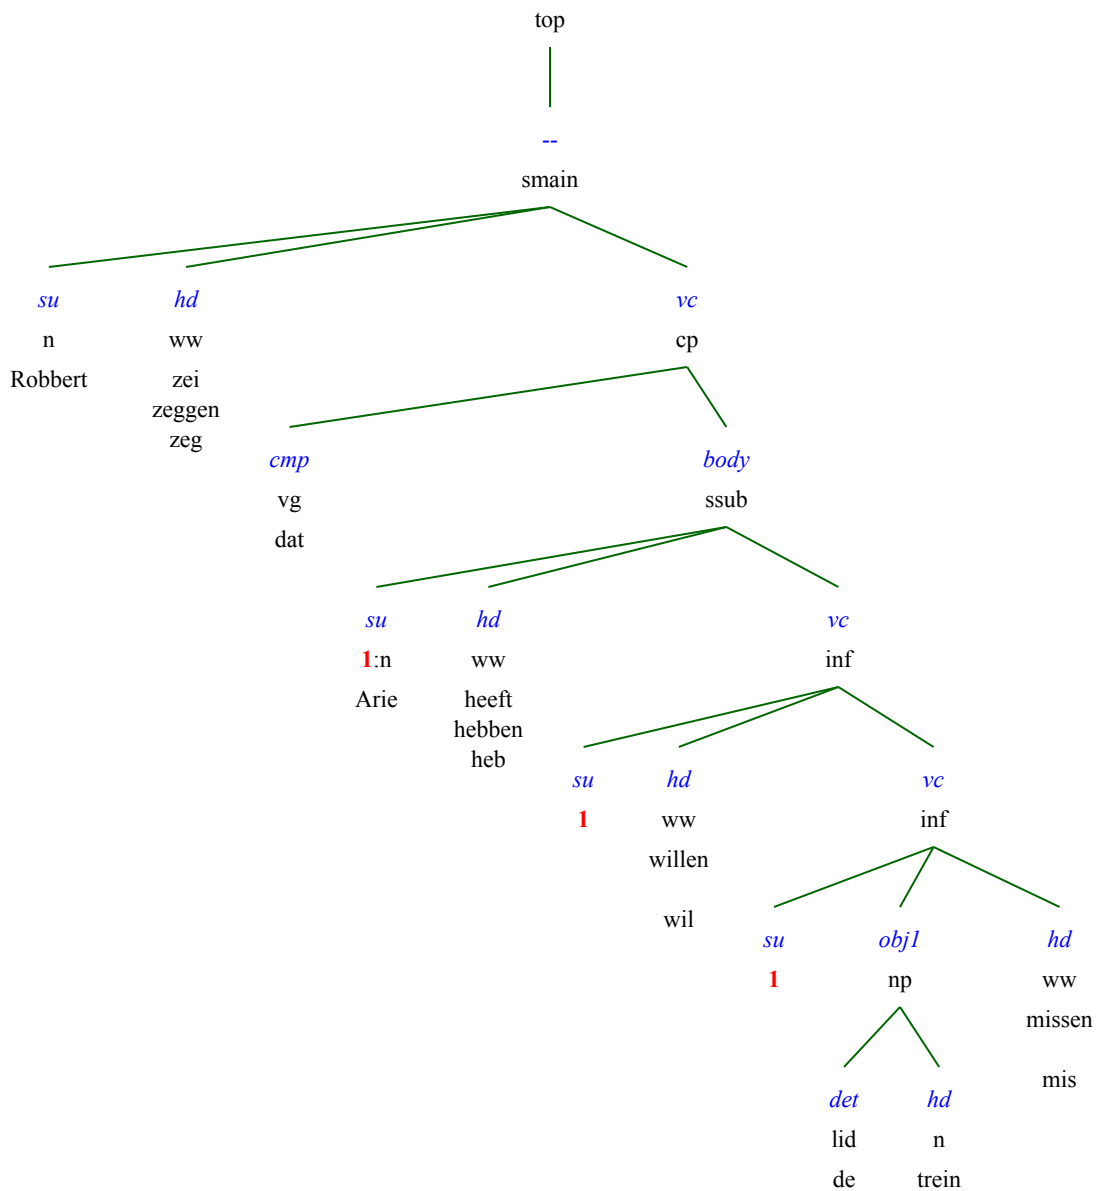 top
--
smain
su hd vc
n ww cp
Robbert zei
zeggen
zeg
cmp body
vg ssub
dat
su hd vc
1:n ww inf
Arie heeft
hebben
heb
su hd vc
1 ww inf
willen
wil
su obj1 hd
1 np ww
missen
mis
det hd
lid n
de trein